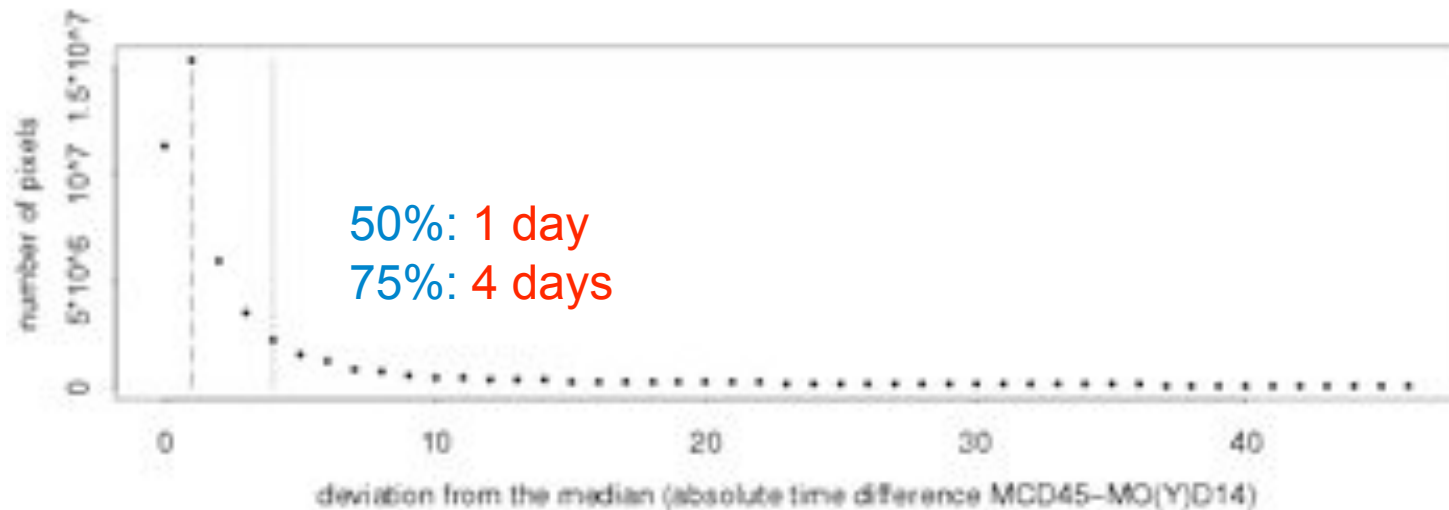 number of pixels
1.5*10^7
10^7
5*10^6
0
50%: 1 day
75%: 4 days
0 10 20 30 40
deviation from the median (absolute time difference MCD45-MO(Y)D14)